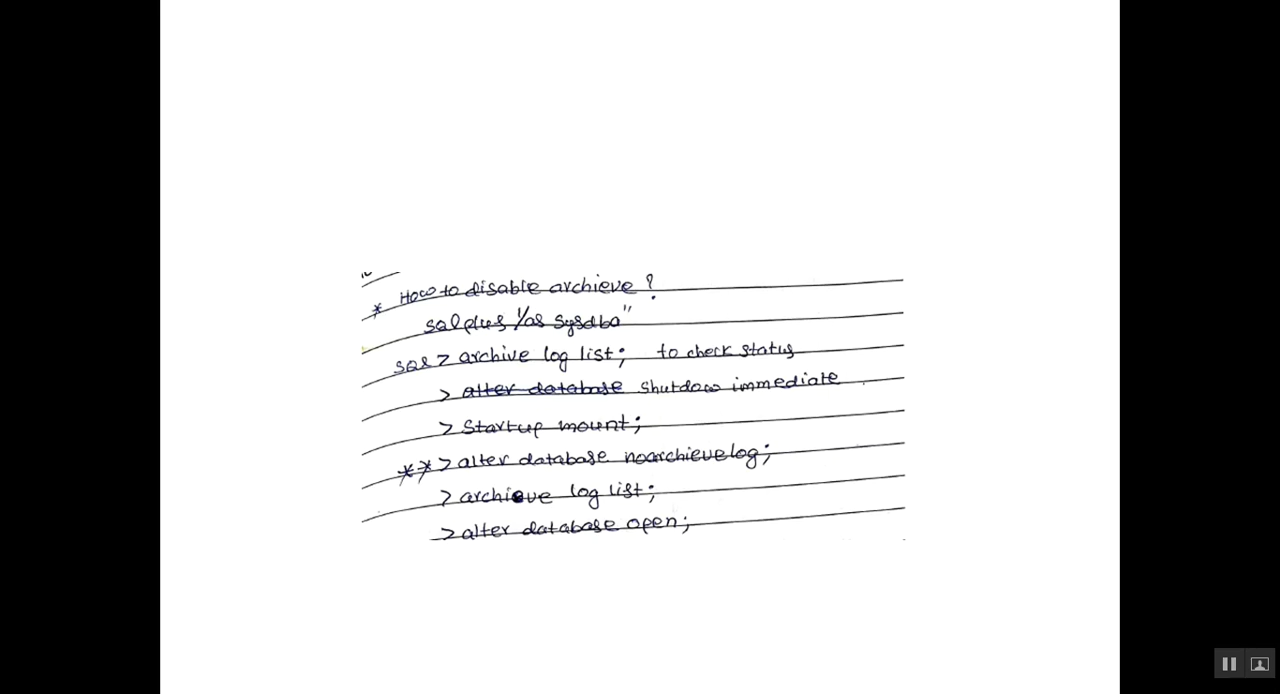 * How to disable archieve ?
sqlplus "/as sysdba"
SQL > archive log list; to check status
> alter database shutdow immediate
> startup mount;
** > alter database noarchievelog;
> archieve log list;
> alter database open;